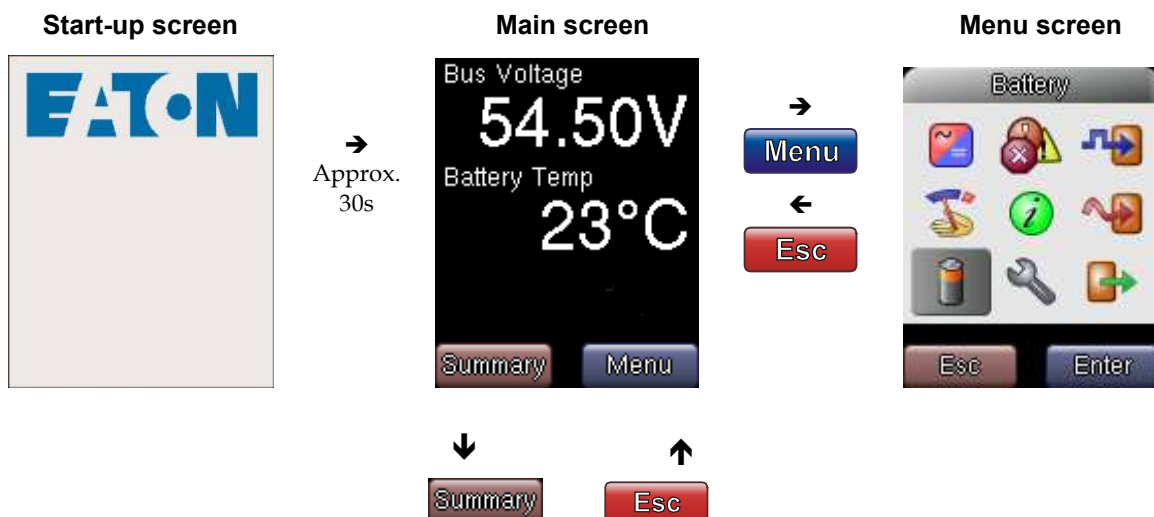 Start-up screen
EATON
➔
Approx.
30s
Main screen
Bus Voltage
54.50V
Battery Temp
23°C
Summary Menu
➔
Menu
←
Esc
Menu screen
Battery
i
Esc Enter
↓ ↑
Summary Esc